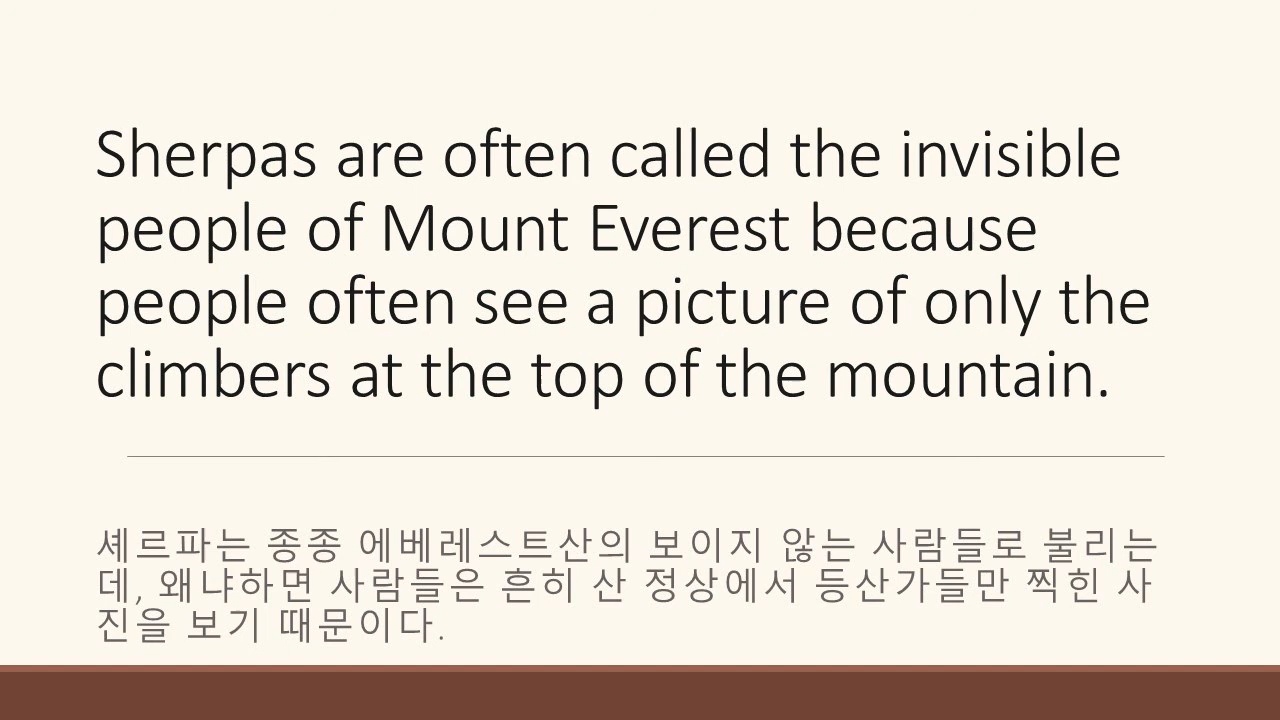 Sherpas are often called the invisible
people of Mount Everest because
people often see a picture of only the
climbers at the top of the mountain.
셰르파는 종종 에베레스트산의 보이지 않는 사람들로 불리는
데, 왜냐하면 사람들은 흔히 산 정상에서 등산가들만 찍힌 사
진을 보기 때문이다.